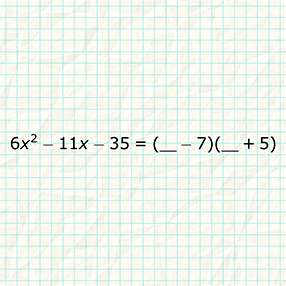 6x² – 11x – 35 = (__ – 7)(__ + 5)